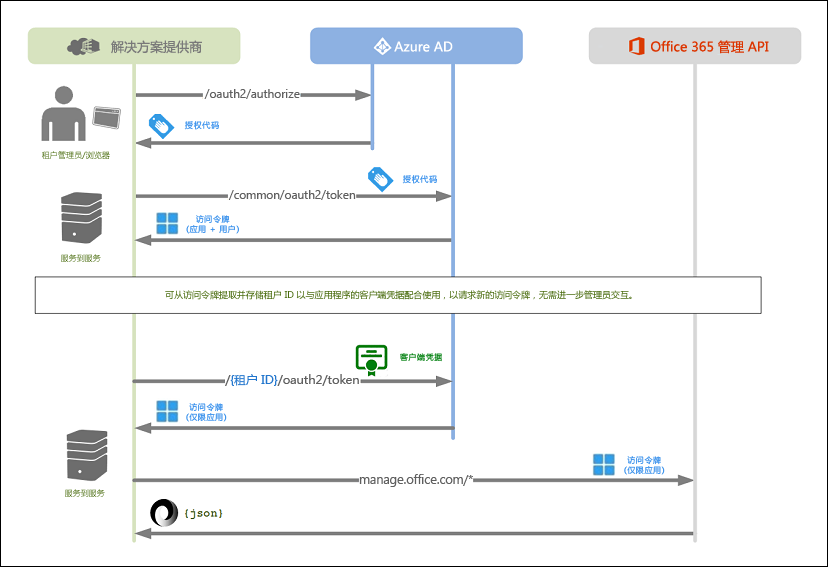 解决方案提供商
Azure AD
Office 365 管理 API
/oauth2/authorize
授权代码
租户管理员/浏览器
授权代码
/common/oauth2/token
访问令牌
(应用 + 用户)
服务到服务
可从访问令牌提取并存储租户 ID 以与应用程序的客户端凭据配合使用，以请求新的访问令牌，无需进一步管理员交互。
客户端凭据
/{租户 ID}/oauth2/token
访问令牌
(仅限应用)
访问令牌
(仅限应用)
manage.office.com/*
服务到服务
{json}